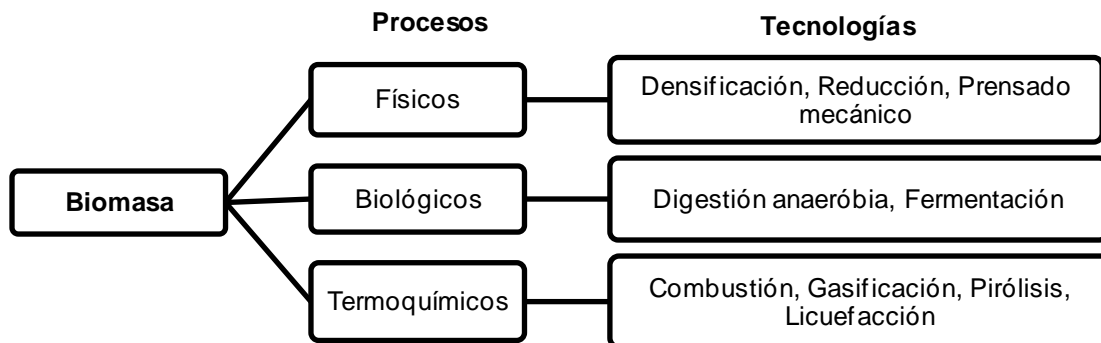 Procesos
Tecnologías
Físicos
Densificación, Reducción, Prensado
mecánico
Biomasa
Biológicos
Digestión anaeróbia, Fermentación
Termoquímicos
Combustión, Gasificación, Pirólisis,
Licuefacción